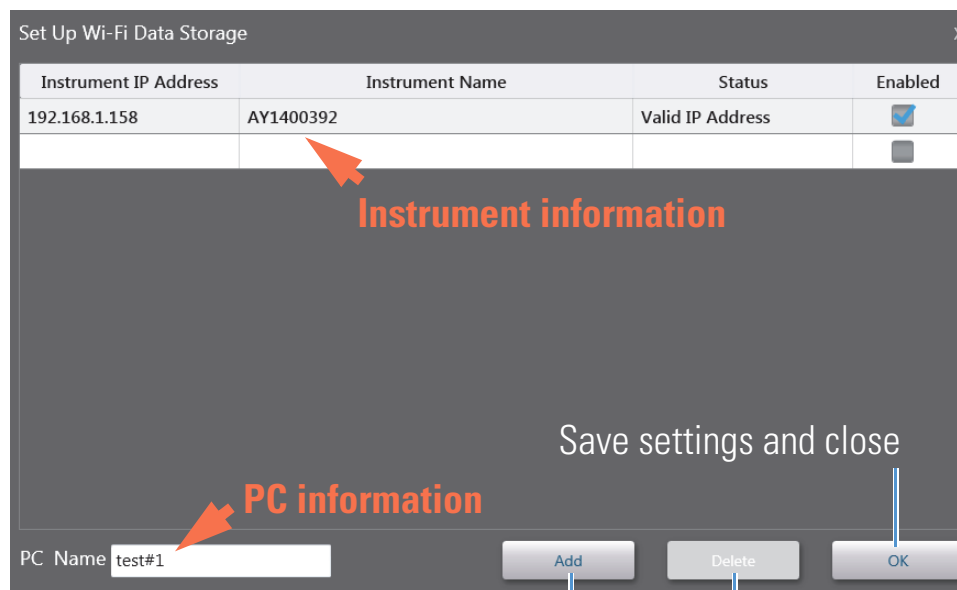 Set Up Wi-Fi Data Storage
Instrument IP Address Instrument Name Status Enabled
192.168.1.158 AY1400392 Valid IP Address
Instrument information
Save settings and close
PC information
PC Name test#1 Add Delete OK